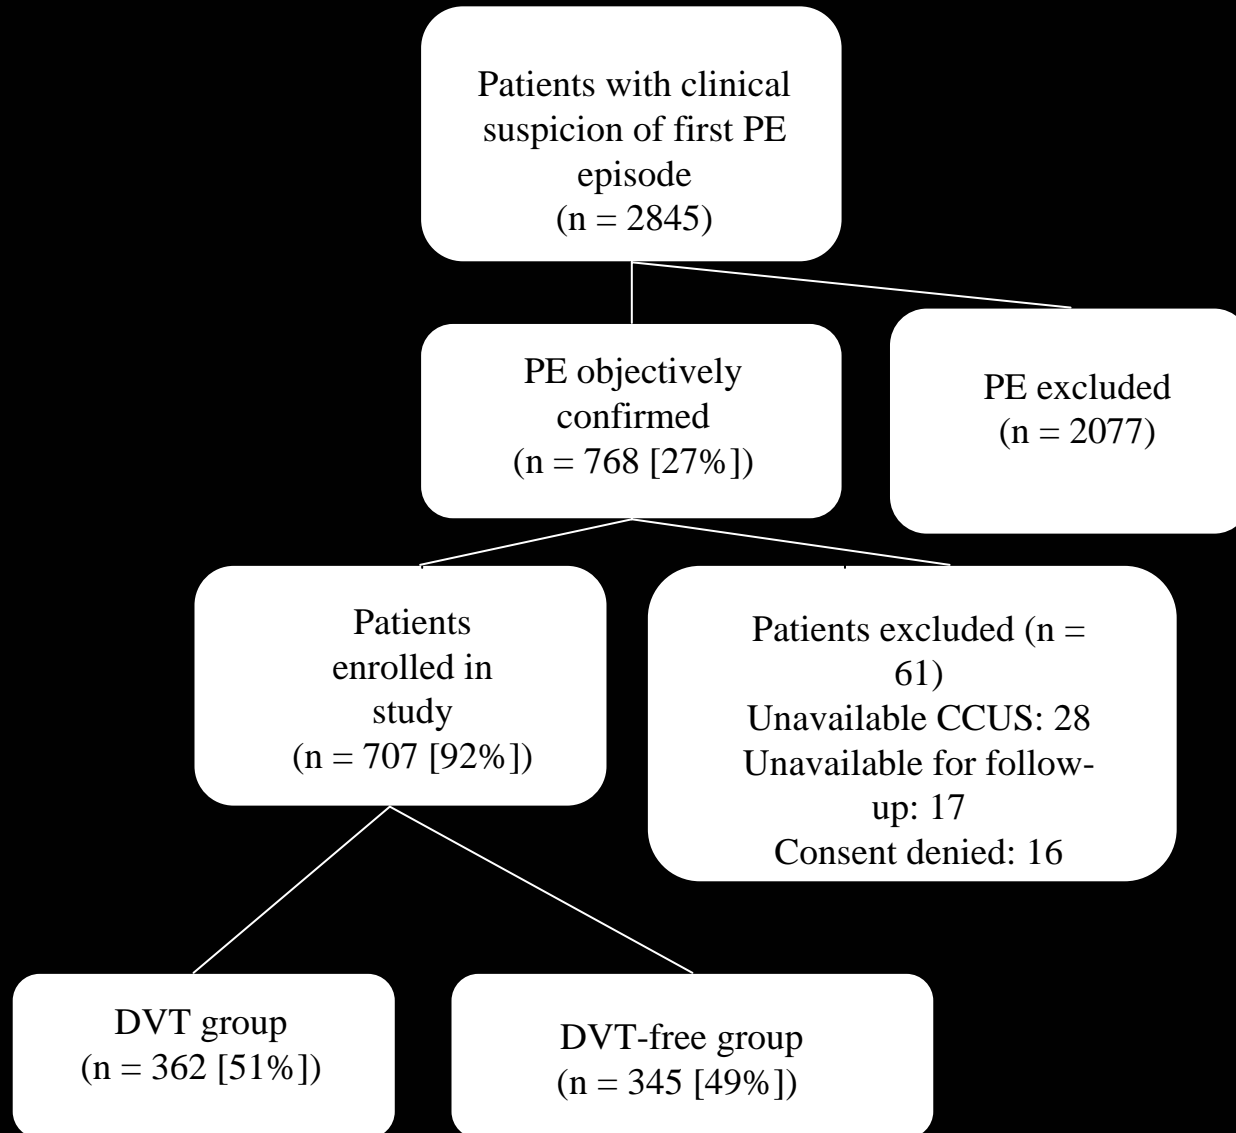 Patients with clinical
suspicion of first PE
episode
(n = 2845)
PE objectively
confirmed
(n = 768 [27%])
PE excluded
(n = 2077)
Patients
enrolled in
study
(n = 707 [92%])
Patients excluded (n =
61)
Unavailable CCUS: 28
Unavailable for follow-
up: 17
Consent denied: 16
DVT group
(n = 362 [51%])
DVT-free group
(n = 345 [49%])